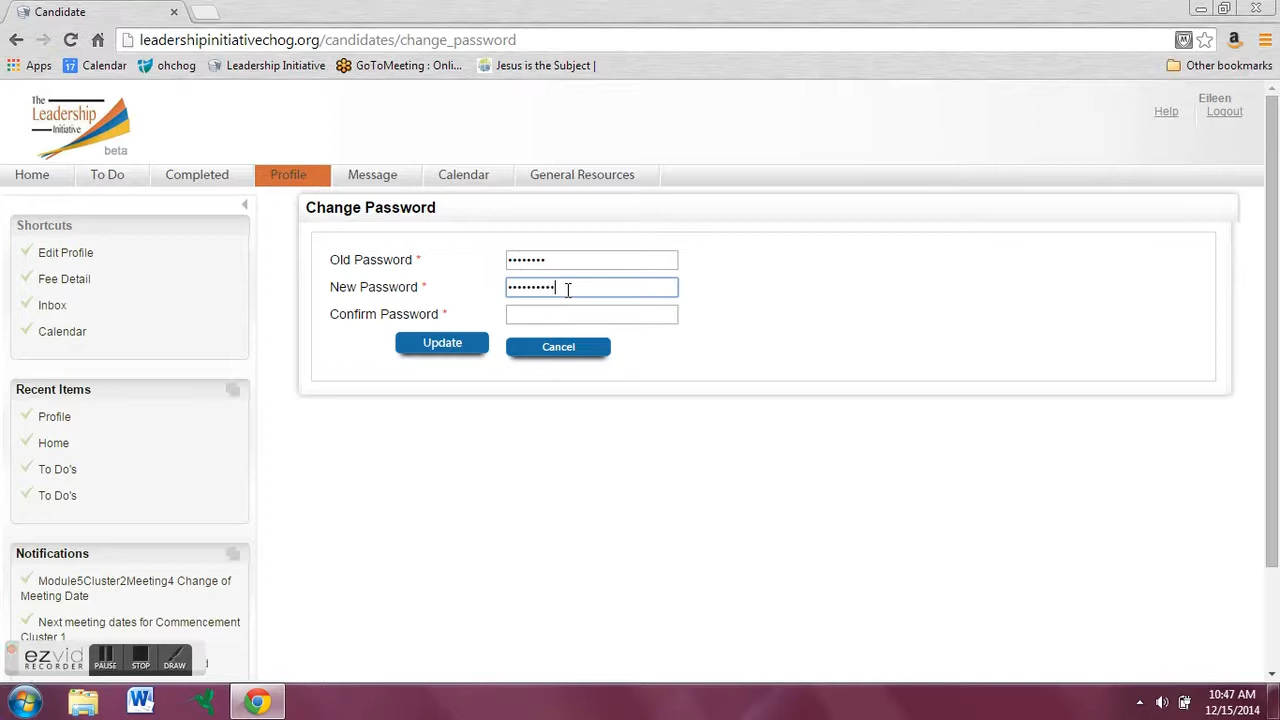 Candidate
leadershipinitiativechog.org/candidates/change_password
Apps 17 Calendar ohchog Leadership Initiative GoToMeeting : Onli... Jesus is the Subject | Other bookmarks
The
Leadership
Initiative
beta
Eileen
Help Logout
Home To Do Completed Profile Message Calendar General Resources
Shortcuts
Edit Profile
Fee Detail
Inbox
Calendar
Recent Items
Profile
Home
To Do's
To Do's
Notifications
Module5Cluster2Meeting4 Change of
Meeting Date
Next meeting dates for Commencement
Cluster 1
Change Password
Old Password * ••••••••
New Password * ••••••••••
Confirm Password *
Update Cancel
ezvid
RECORDER
PAUSE STOP DRAW
10:47 AM
12/15/2014